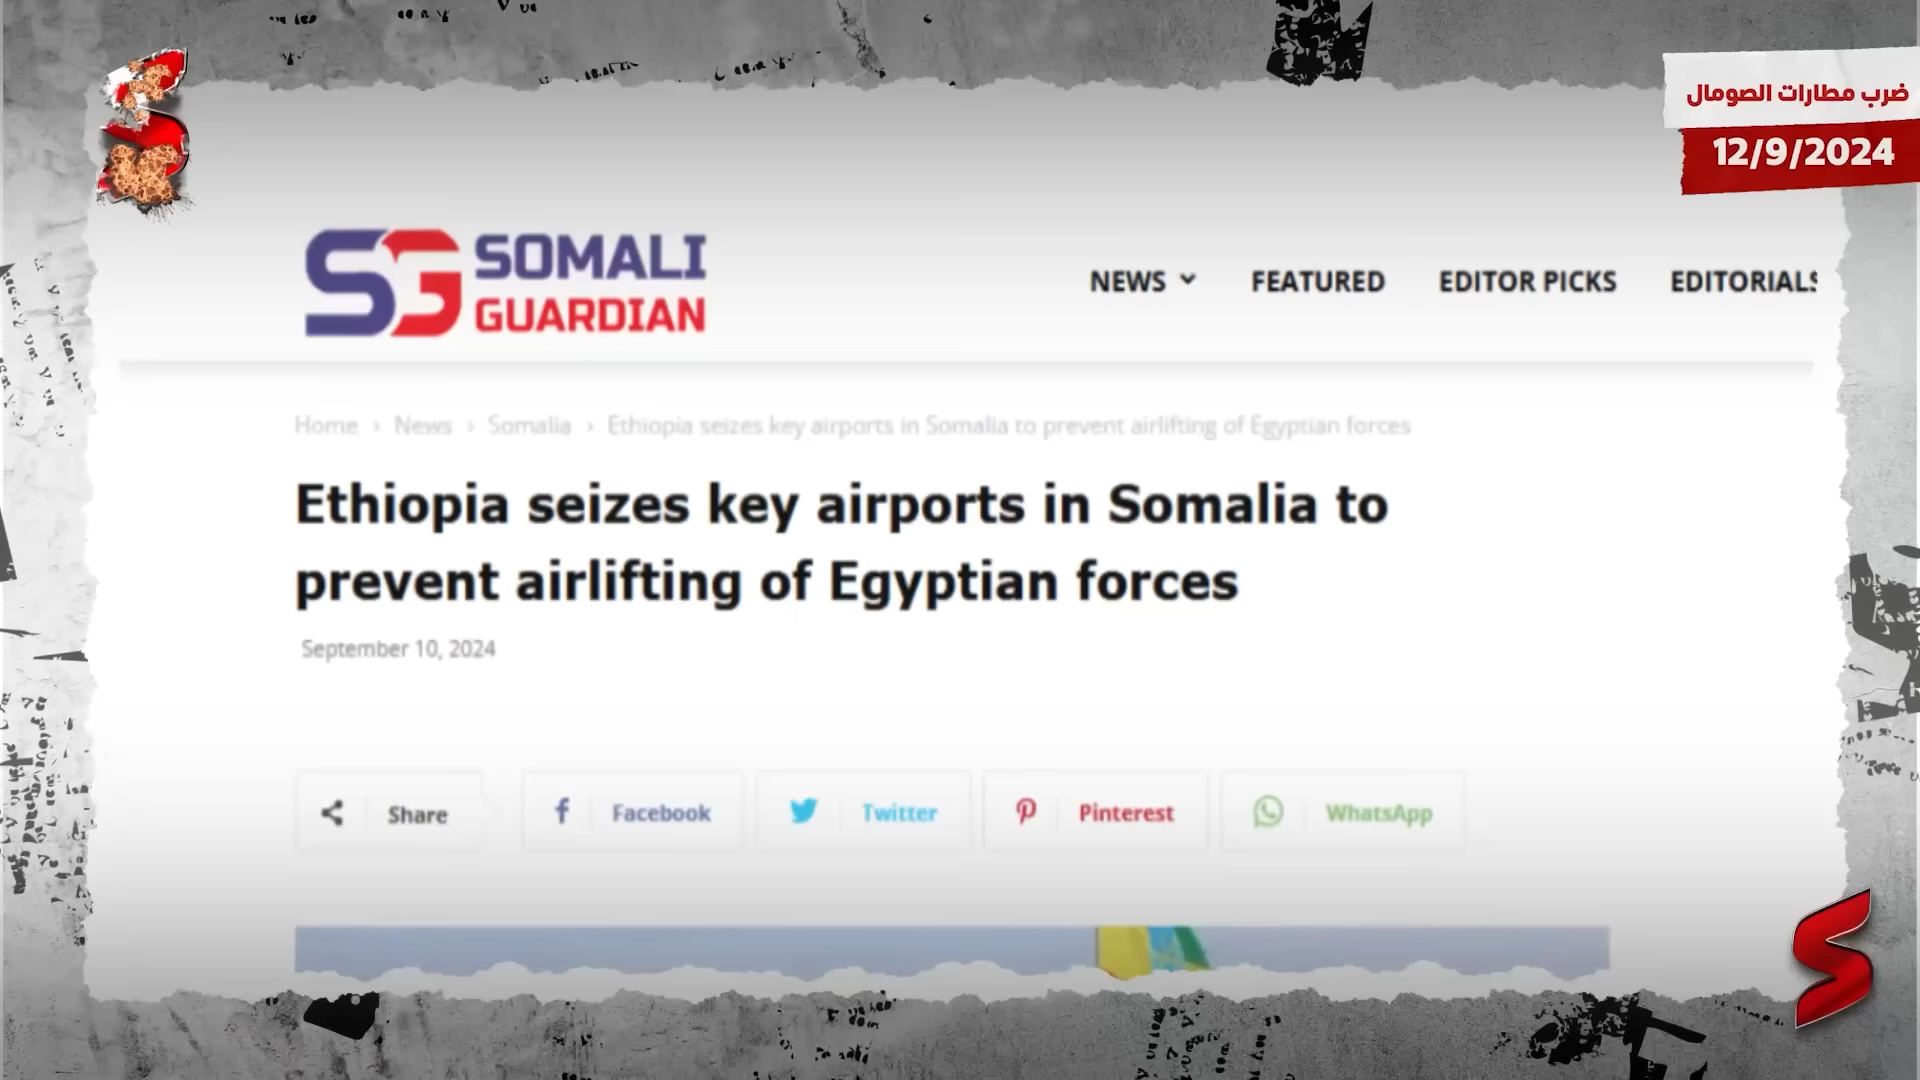 ضرب مطارات الصومال
12/9/2024
SG SOMALI
GUARDIAN
NEWS FEATURED EDITOR PICKS EDITORIALS
Home › News › Somalia › Ethiopia seizes key airports in Somalia to prevent airlifting of Egyptian forces
Ethiopia seizes key airports in Somalia to
prevent airlifting of Egyptian forces
September 10, 2024
Share Facebook Twitter Pinterest WhatsApp